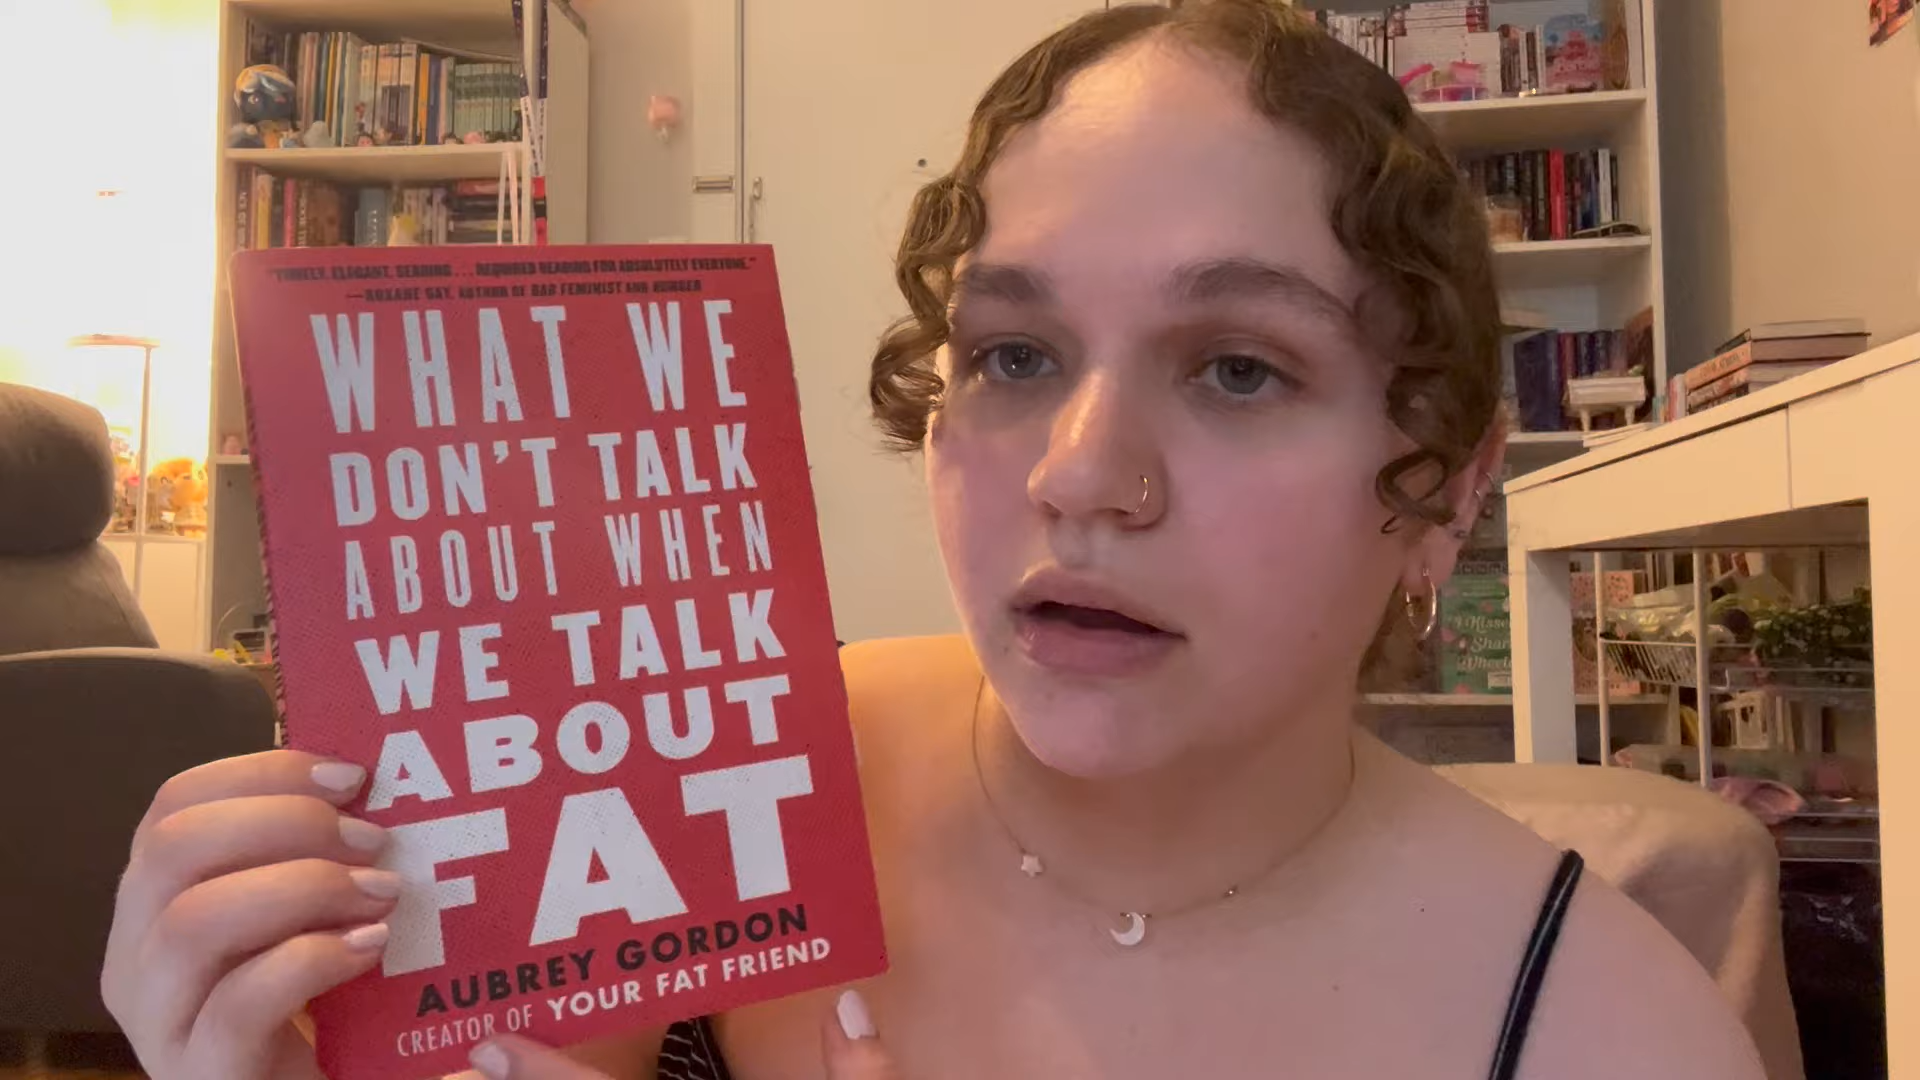 "TIMELY, ELEGANT, SEARING . . . REQUIRED READING FOR ABSOLUTELY EVERYONE."
—ROXANE GAY, AUTHOR OF BAD FEMINIST AND HUNGER
WHAT WE
DON'T TALK
ABOUT WHEN
WE TALK
ABOUT
FAT
AUBREY GORDON
CREATOR OF YOUR FAT FRIEND